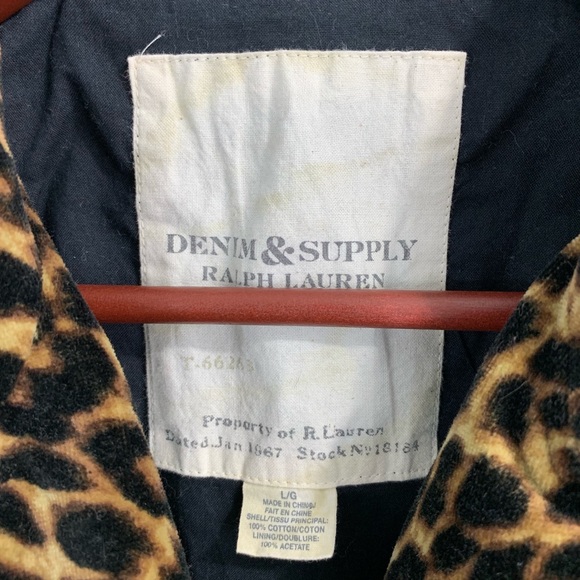 DENIM & SUPPLY
RALPH LAUREN
Property of R. Lauren
Dated Jan 1967 Stock No 18184
L/G
MADE IN CHINA/
FAIT EN CHINE
SHELL/TISSU PRINCIPAL:
100% COTTON/COTON
LINING/DOUBLURE:
100% ACETATE